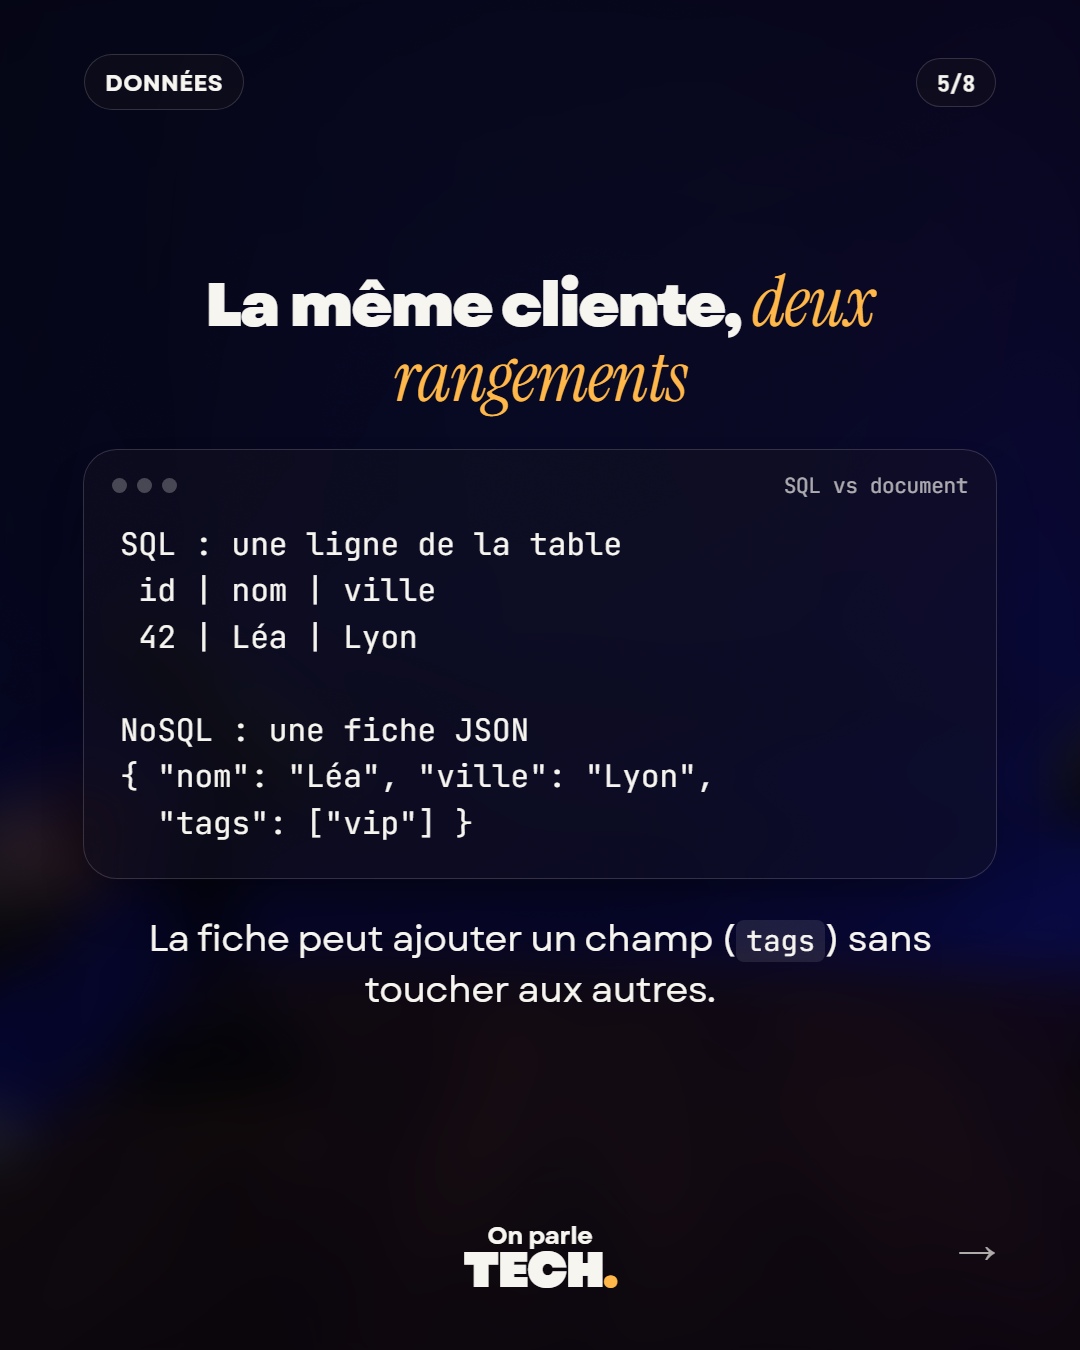 DONNÉES
5/8
La même cliente, deux
rangements
SQL vs document
SQL : une ligne de la table
id | nom | ville
42 | Léa | Lyon
NoSQL : une fiche JSON
{ "nom": "Léa", "ville": "Lyon",
"tags": ["vip"] }
La fiche peut ajouter un champ (tags) sans
toucher aux autres.
On parle
TECH.
→